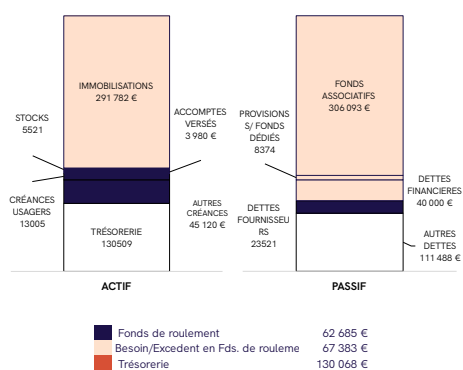 IMMOBILISATIONS
291 782 €
STOCKS
5521
ACCOMPTES
VERSÉS
3 980 €
CRÉANCES
USAGERS
13005
AUTRES
CRÉANCES
45 120 €
TRÉSORERIE
130509
ACTIF
FONDS
ASSOCIATIFS
306 093 €
PROVISIONS
S/ FONDS
DÉDIÉS
8374
DETTES
FINANCIERES
40 000 €
DETTES
FOURNISSEU
RS
23521
AUTRES
DETTES
111 488 €
PASSIF
Fonds de roulement 62 685 €
Besoin/Excedent en Fds. de rouleme 67 383 €
Trésorerie 130 068 €